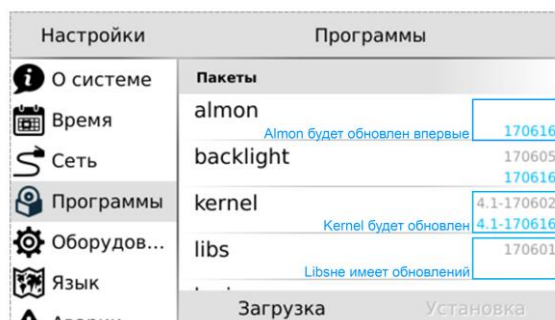 Настройки
Программы
О системе
Время
Сеть
Программы
Оборудов...
Язык
Пакеты
almon
Almon будет обновлен впервые
170616
backlight
170605
170616
kernel
4.1-170602
Kernel будет обновлен
4.1-170616
libs
170601
Libsне имеет обновлений
Загрузка
Установка